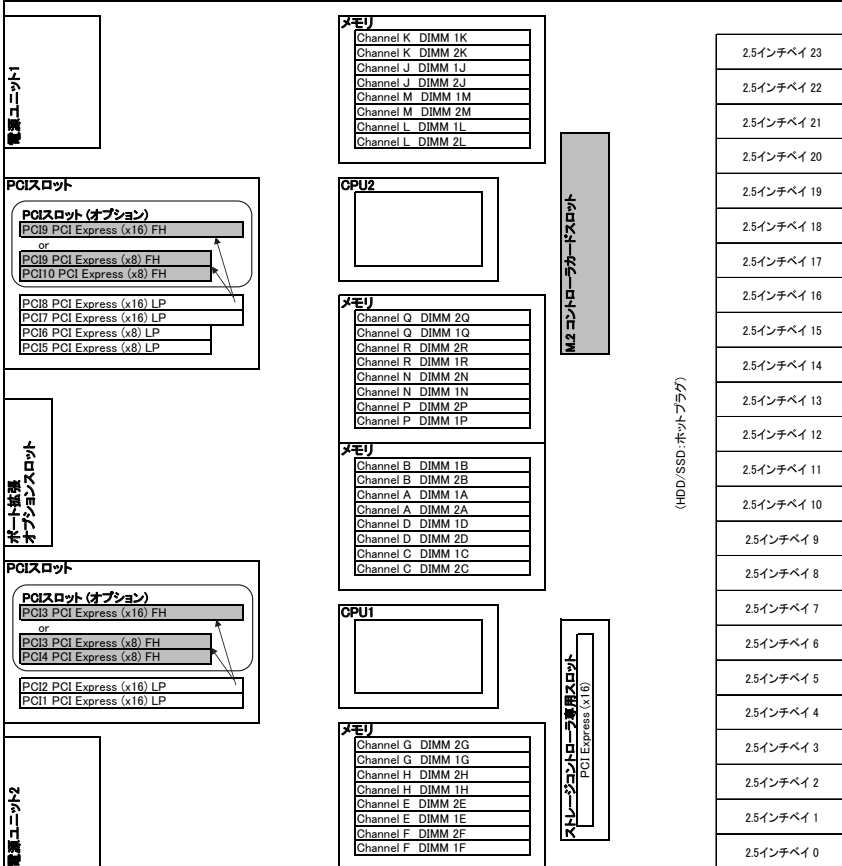 電源ユニット1
PCIスロット
PCIスロット (オプション)
PCI9 PCI Express (x16) FH
or
PCI9 PCI Express (x8) FH
PCI10 PCI Express (x8) FH
PCI8 PCI Express (x16) LP
PCI7 PCI Express (x16) LP
PCI6 PCI Express (x8) LP
PCI5 PCI Express (x8) LP
ポート拡張
オプションスロット
PCIスロット
PCIスロット (オプション)
PCI3 PCI Express (x16) FH
or
PCI3 PCI Express (x8) FH
PCI4 PCI Express (x8) FH
PCI2 PCI Express (x16) LP
PCI1 PCI Express (x16) LP
電源ユニット2
メモリ
Channel K DIMM 1K
Channel K DIMM 2K
Channel J DIMM 1J
Channel J DIMM 2J
Channel M DIMM 1M
Channel M DIMM 2M
Channel L DIMM 1L
Channel L DIMM 2L
CPU2
メモリ
Channel Q DIMM 2Q
Channel Q DIMM 1Q
Channel R DIMM 2R
Channel R DIMM 1R
Channel N DIMM 2N
Channel N DIMM 1N
Channel P DIMM 2P
Channel P DIMM 1P
メモリ
Channel B DIMM 1B
Channel B DIMM 2B
Channel A DIMM 1A
Channel A DIMM 2A
Channel D DIMM 1D
Channel D DIMM 2D
Channel C DIMM 1C
Channel C DIMM 2C
CPU1
メモリ
Channel G DIMM 2G
Channel G DIMM 1G
Channel H DIMM 2H
Channel H DIMM 1H
Channel E DIMM 2E
Channel E DIMM 1E
Channel F DIMM 2F
Channel F DIMM 1F
M.2 コントローラカードスロット
ストレージコントローラ専用スロット
PCI Express (x16)
(HDD/SSD:ホットプラグ)
2.5インチベイ 23
2.5インチベイ 22
2.5インチベイ 21
2.5インチベイ 20
2.5インチベイ 19
2.5インチベイ 18
2.5インチベイ 17
2.5インチベイ 16
2.5インチベイ 15
2.5インチベイ 14
2.5インチベイ 13
2.5インチベイ 12
2.5インチベイ 11
2.5インチベイ 10
2.5インチベイ 9
2.5インチベイ 8
2.5インチベイ 7
2.5インチベイ 6
2.5インチベイ 5
2.5インチベイ 4
2.5インチベイ 3
2.5インチベイ 2
2.5インチベイ 1
2.5インチベイ 0